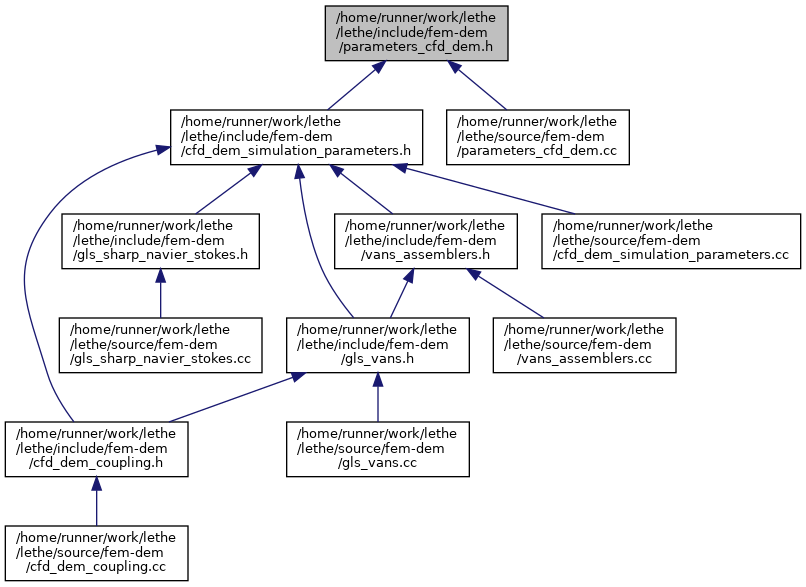 /home/runner/work/lethe
/lethe/include/fem-dem
/parameters_cfd_dem.h
/home/runner/work/lethe
/lethe/include/fem-dem
/cfd_dem_simulation_parameters.h
/home/runner/work/lethe
/lethe/source/fem-dem
/parameters_cfd_dem.cc
/home/runner/work/lethe
/lethe/include/fem-dem
/gls_sharp_navier_stokes.h
/home/runner/work/lethe
/lethe/include/fem-dem
/vans_assemblers.h
/home/runner/work/lethe
/lethe/source/fem-dem
/cfd_dem_simulation_parameters.cc
/home/runner/work/lethe
/lethe/source/fem-dem
/gls_sharp_navier_stokes.cc
/home/runner/work/lethe
/lethe/include/fem-dem
/gls_vans.h
/home/runner/work/lethe
/lethe/source/fem-dem
/vans_assemblers.cc
/home/runner/work/lethe
/lethe/include/fem-dem
/cfd_dem_coupling.h
/home/runner/work/lethe
/lethe/source/fem-dem
/gls_vans.cc
/home/runner/work/lethe
/lethe/source/fem-dem
/cfd_dem_coupling.cc